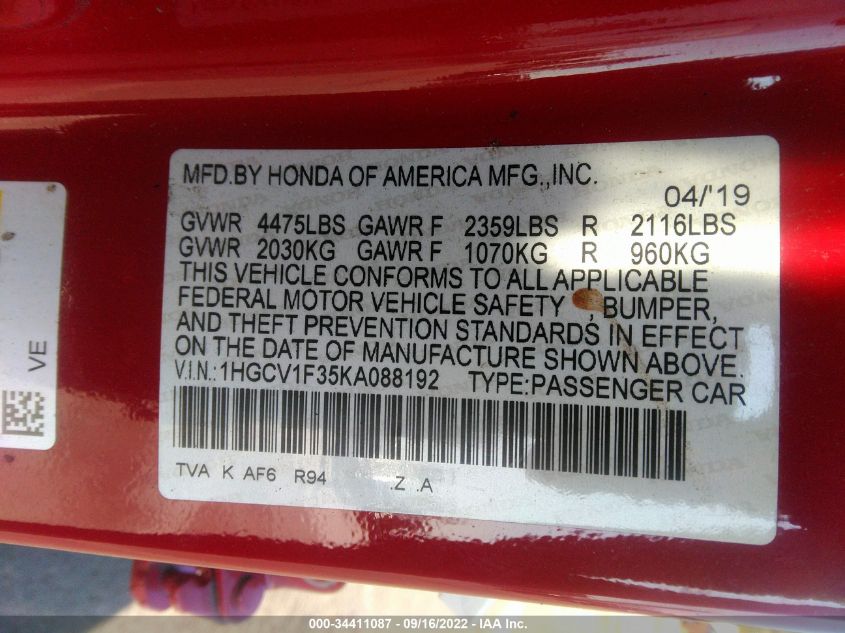 MFD.BY HONDA OF AMERICA MFG.,INC.
04/'19
GVWR 4475LBS GAWR F 2359LBS R 2116LBS
GVWR 2030KG GAWR F 1070KG R 960KG
THIS VEHICLE CONFORMS TO ALL APPLICABLE
FEDERAL MOTOR VEHICLE SAFETY , BUMPER,
AND THEFT PREVENTION STANDARDS IN EFFECT
ON THE DATE OF MANUFACTURE SHOWN ABOVE.
V.I.N.:1HGCV1F35KA088192 TYPE:PASSENGER CAR
TVA K AF6 R94 .Z .A
VE
000-34411087 - 09/16/2022 - IAA Inc.